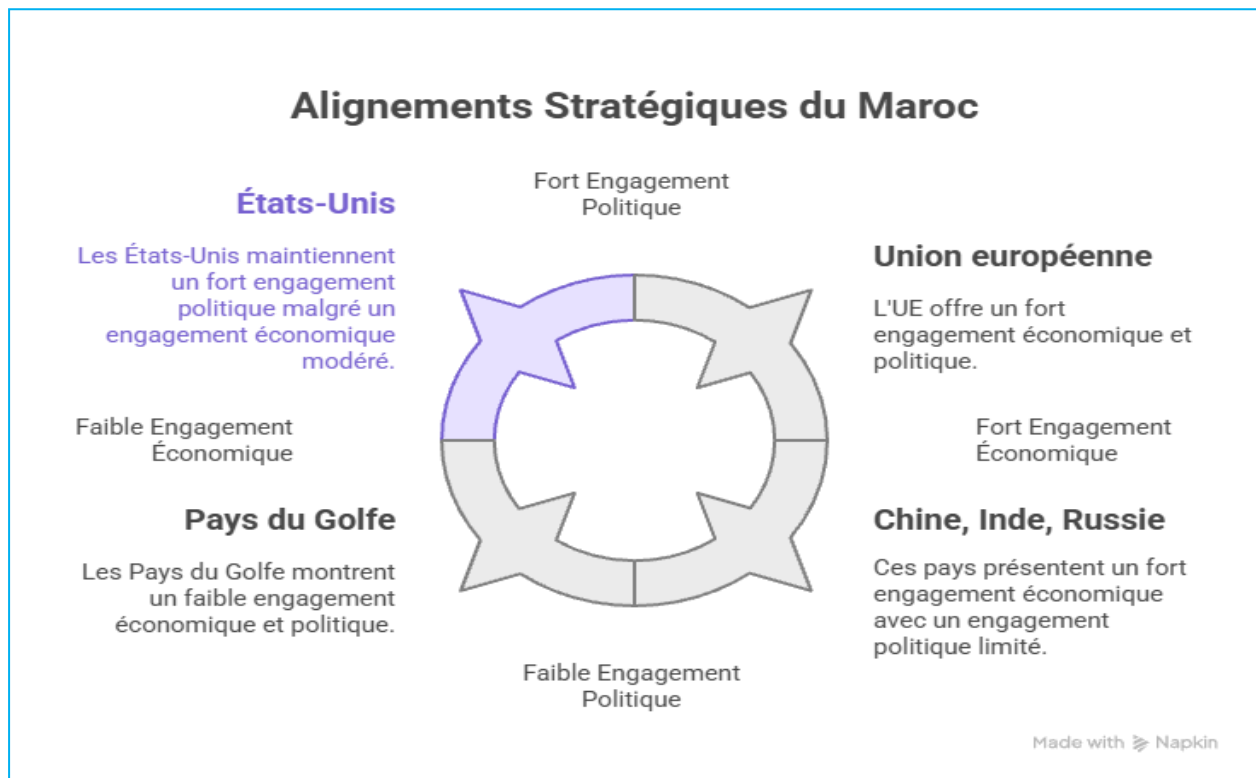 Alignements Stratégiques du Maroc
Fort Engagement
Politique
États-Unis
Les États-Unis maintiennent
un fort engagement
politique malgré un
engagement économique
modéré.
Union européenne
L'UE offre un fort
engagement économique et
politique.
Faible Engagement
Économique
Fort Engagement
Économique
Pays du Golfe
Les Pays du Golfe montrent
un faible engagement
économique et politique.
Chine, Inde, Russie
Ces pays présentent un fort
engagement économique
avec un engagement
politique limité.
Faible Engagement
Politique
Made with Napkin